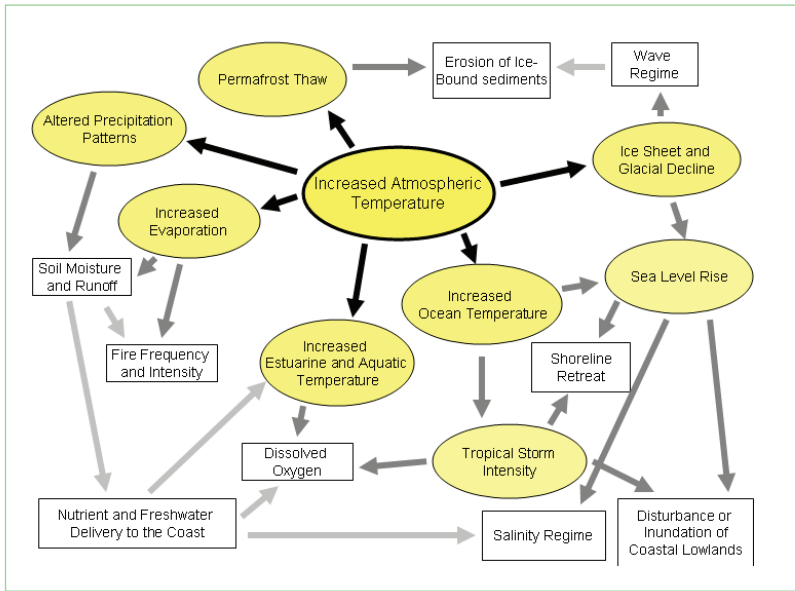 Permafrost Thaw
Erosion of Ice-
Bound sediments
Wave
Regime
Altered Precipitation
Patterns
Increased Atmospheric
Temperature
Ice Sheet and
Glacial Decline
Increased
Evaporation
Soil Moisture
and Runoff
Increased
Ocean Temperature
Sea Level Rise
Fire Frequency
and Intensity
Increased
Estuarine and Aquatic
Temperature
Shoreline
Retreat
Dissolved
Oxygen
Tropical Storm
Intensity
Nutrient and Freshwater
Delivery to the Coast
Salinity Regime
Disturbance or
Inundation of
Coastal Lowlands